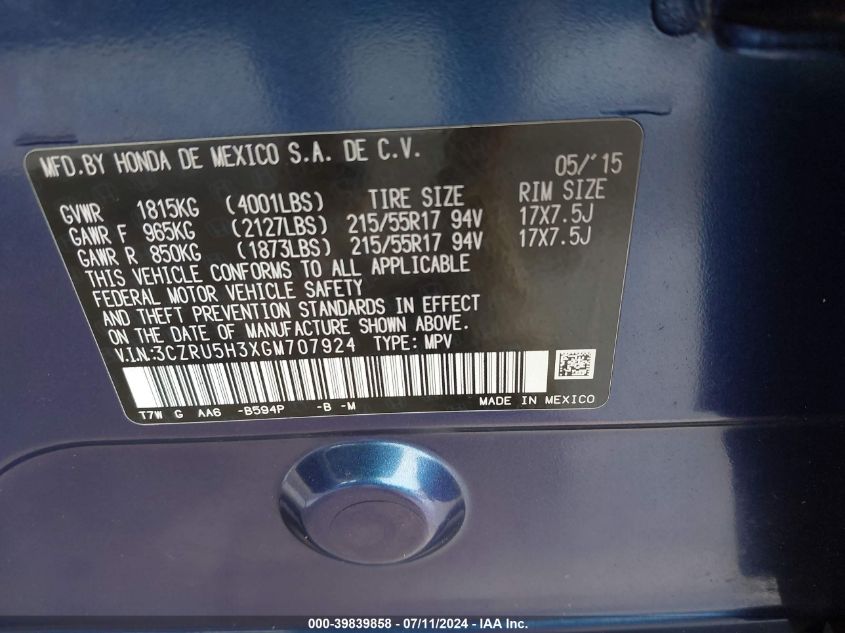 MFD.BY HONDA DE MEXICO S.A. DE C.V. 05/'15
GVWR 1815KG (4001LBS) TIRE SIZE RIM SIZE
GAWR F 965KG (2127LBS) 215/55R17 94V 17X7.5J
GAWR R 850KG (1873LBS) 215/55R17 94V 17X7.5J
THIS VEHICLE CONFORMS TO ALL APPLICABLE
FEDERAL MOTOR VEHICLE SAFETY
AND THEFT PREVENTION STANDARDS IN EFFECT
ON THE DATE OF MANUFACTURE SHOWN ABOVE.
V.I.N:3CZRU5H3XGM707924 TYPE: MPV
T7W G AA6 -B594P -B -M MADE IN MEXICO
000-39839858 - 07/11/2024 - IAA Inc.